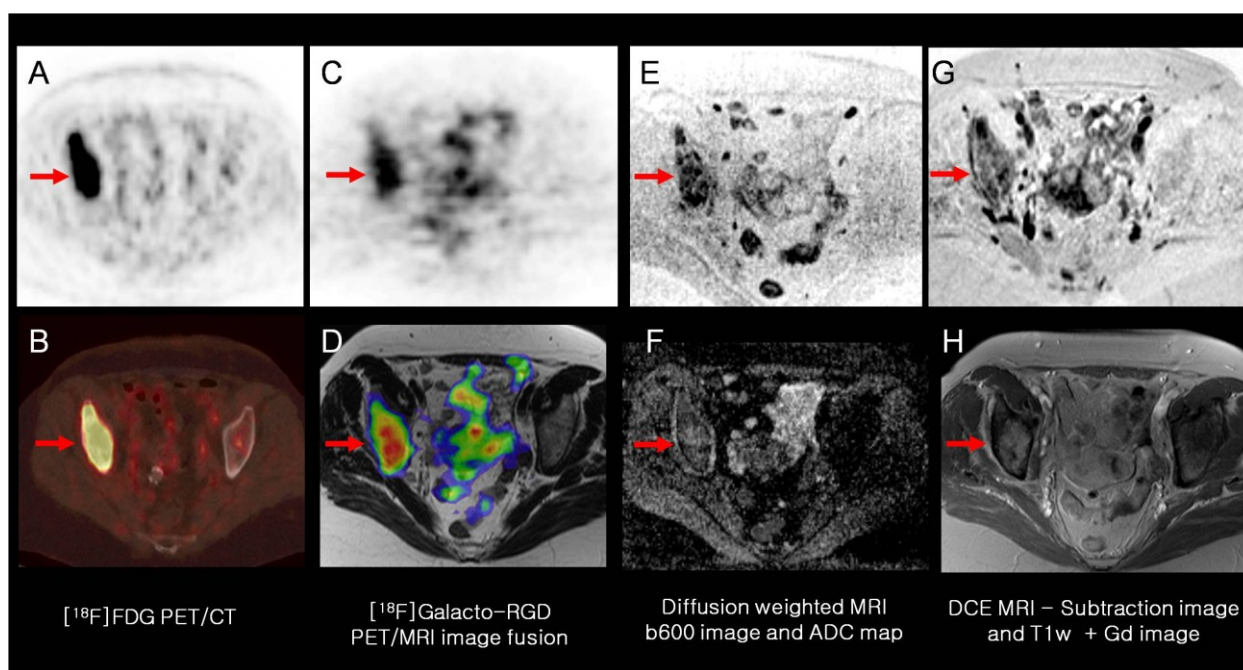 A
C
E
G
B
D
F
H
[¹⁸F]FDG PET/CT
[¹⁸F]Galacto-RGD
PET/MRI image fusion
Diffusion weighted MRI
b600 image and ADC map
DCE MRI - Subtraction image
and T1w + Gd image